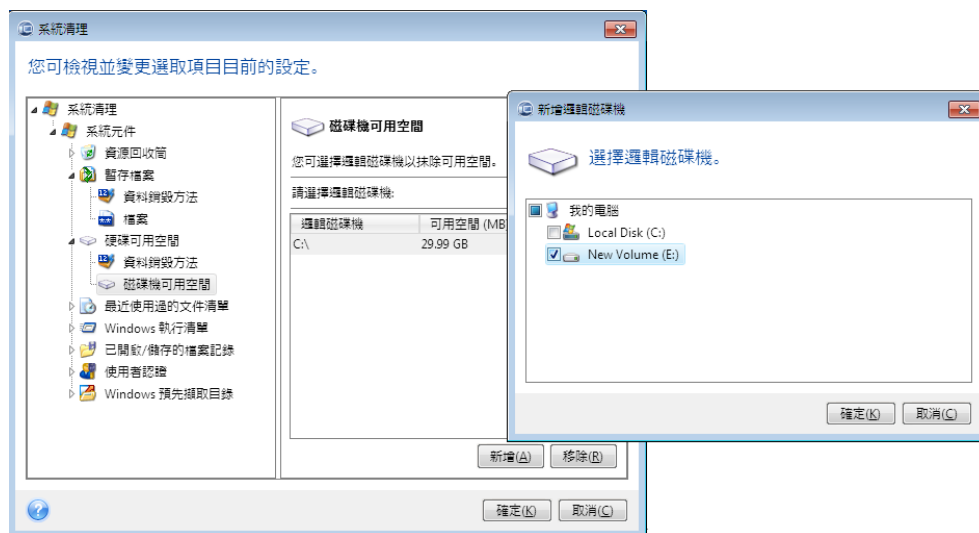 系統清理
您可檢視並變更選取項目目前的設定。
系統清理
系統元件
資源回收筒
暫存檔案
資料銷毀方法
檔案
硬碟可用空間
資料銷毀方法
磁碟機可用空間
最近使用過的文件清單
Windows 執行清單
已開啟/儲存的檔案記錄
使用者認證
Windows 預先擷取目錄
磁碟機可用空間
您可選擇邏輯磁碟機以抹除可用空間。
請選擇邏輯磁碟機:
邏輯磁碟機 可用空間 (MB)
C:\ 29.99 GB
新增(A) 移除(R)
確定(K) 取消(C)
新增邏輯磁碟機
選擇邏輯磁碟機。
我的電腦
Local Disk (C:)
New Volume (E:)
確定(K) 取消(C)